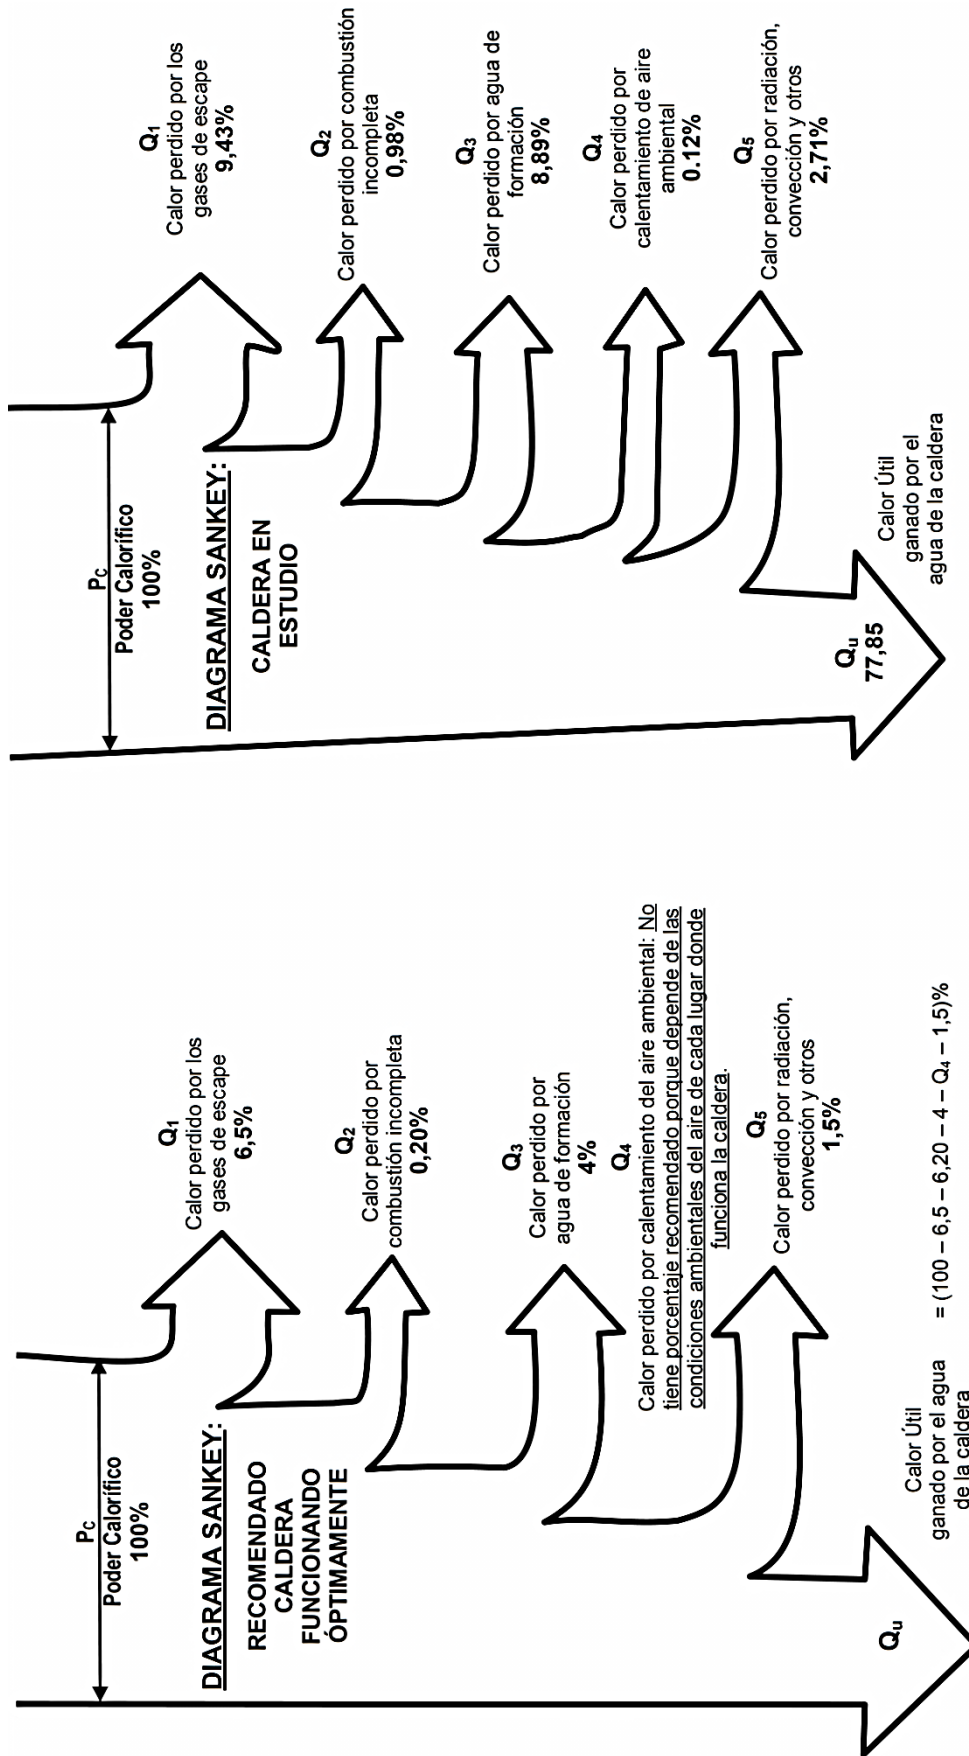 Pc
Poder Calorífico
100%
DIAGRAMA SANKEY:
RECOMENDADO
CALDERA
FUNCIONANDO
ÓPTIMAMENTE
Q1
Calor perdido por los
gases de escape
6,5%
Q2
Calor perdido por
combustión incompleta
0,20%
Q3
Calor perdido por
agua de formación
4%
Q4
Calor perdido por calentamiento del aire ambiental: No
tiene porcentaje recomendado porque depende de las
condiciones ambientales del aire de cada lugar donde
funciona la caldera.
Q5
Calor perdido por radiación,
convección y otros
1,5%
Qu
Calor Útil
ganado por el agua
de la caldera
= (100 – 6,5 – 6,20 – 4 – Q4 – 1,5)%
Pc
Poder Calorífico
100%
DIAGRAMA SANKEY:
CALDERA EN
ESTUDIO
Q1
Calor perdido por los
gases de escape
9,43%
Q2
Calor perdido por combustión
incompleta
0,98%
Q3
Calor perdido por agua de
formación
8,89%
Q4
Calor perdido por
calentamiento de aire
ambiental
0.12%
Q5
Calor perdido por radiación,
convección y otros
2,71%
Qu
77,85
Calor Útil
ganado por el
agua de la caldera